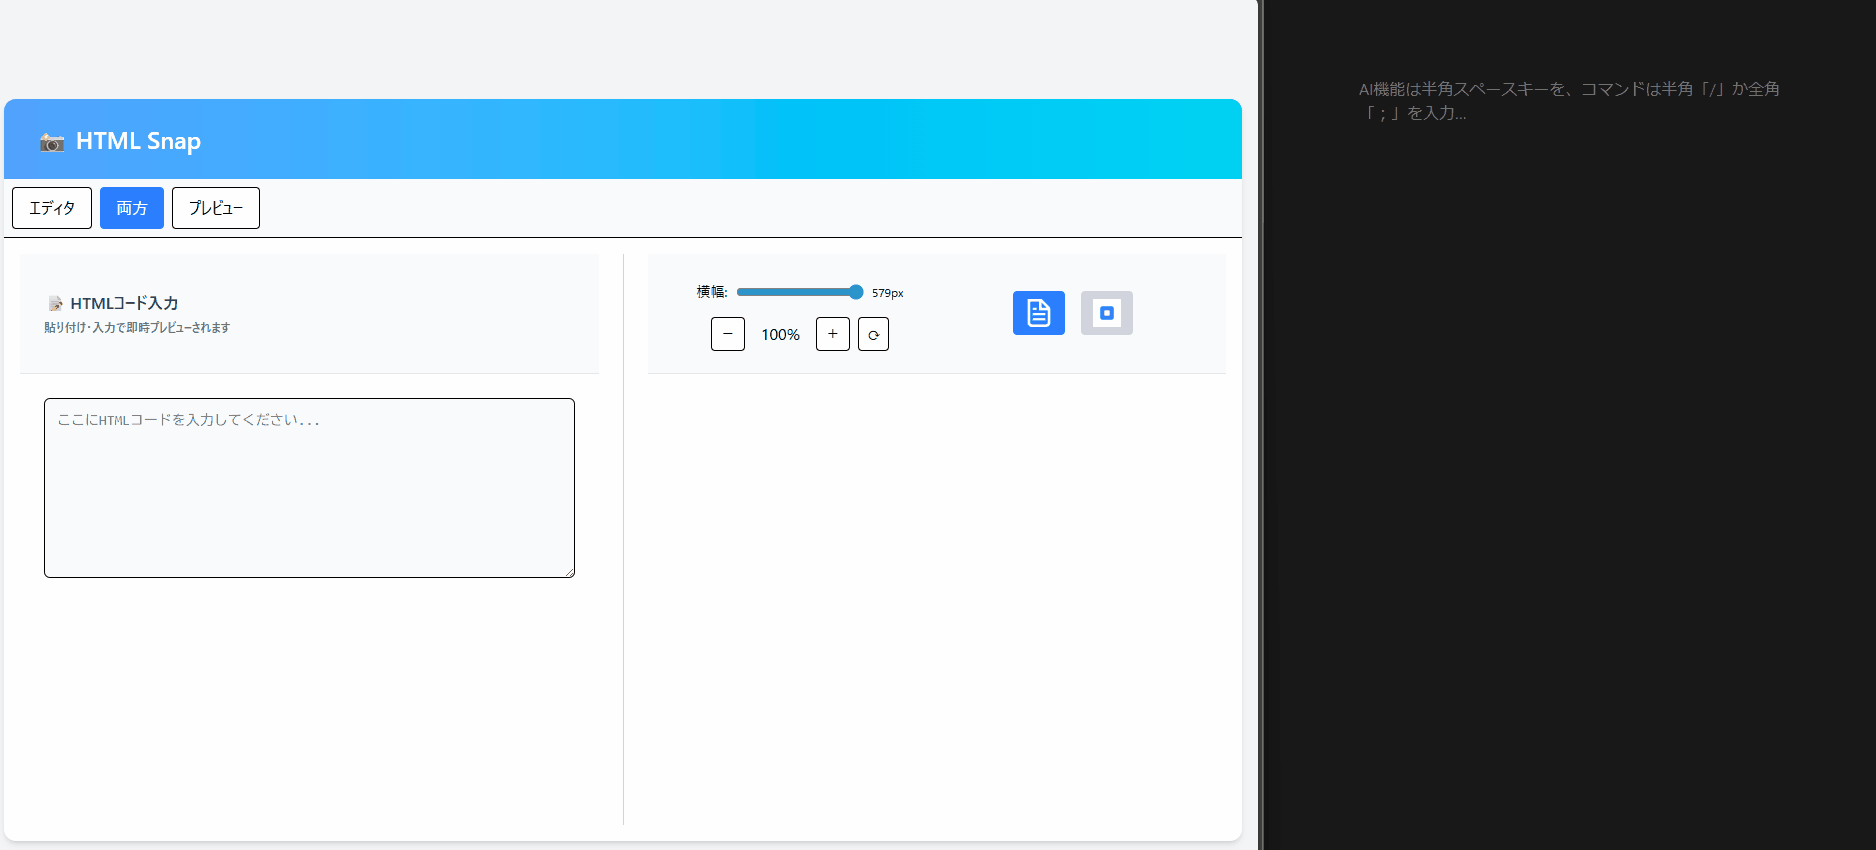 HTML Snap
エディタ
両方
プレビュー
HTMLコード入力
貼り付け・入力で即時プレビューされます
ここにHTMLコードを入力してください...
横幅:
579px
−
100%
+
⟳
AI機能は半角スペースキーを、コマンドは半角「/」か全角
「；」を入力...